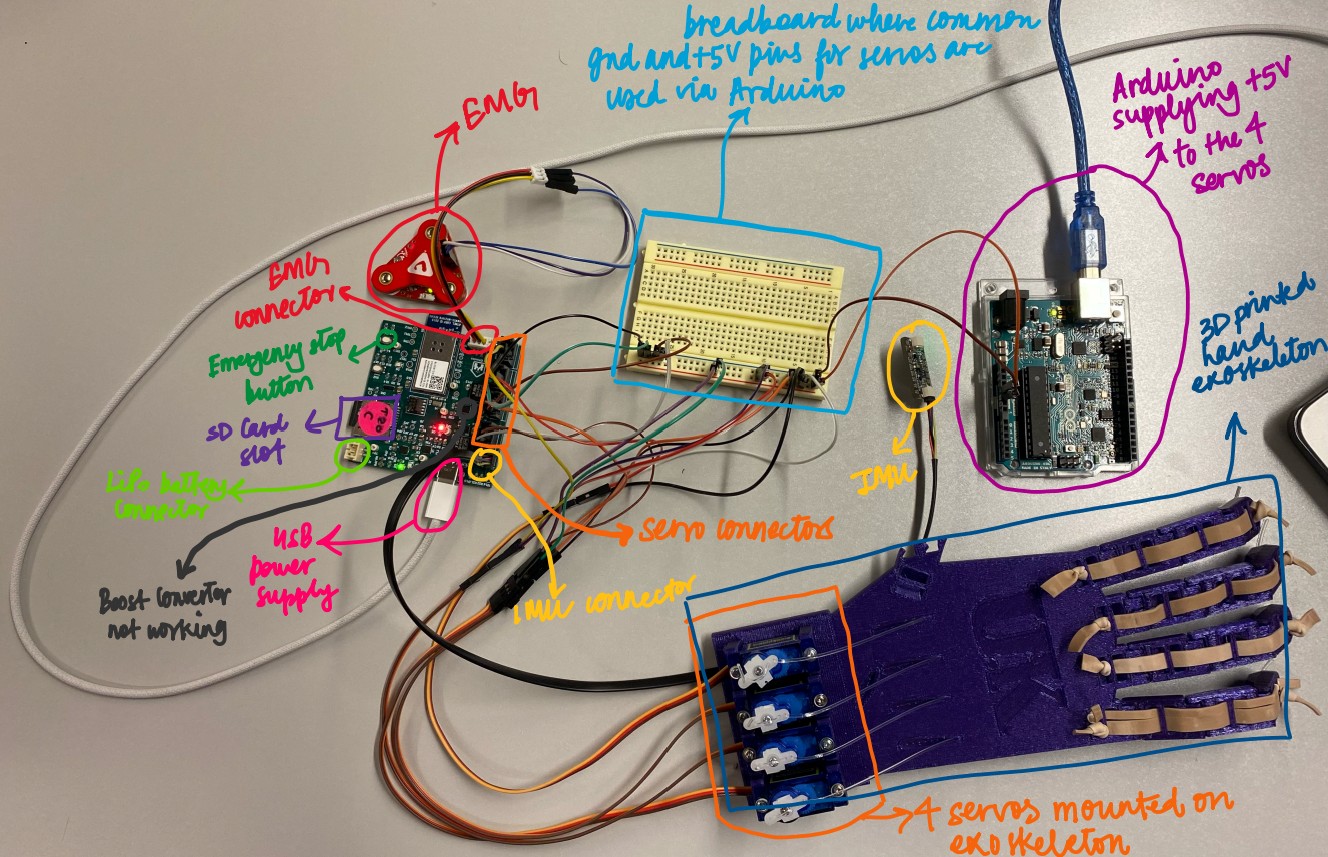 breadboard where common
gnd and +5V pins for servos are
used via Arduino
EMG
Arduino
supplying +5V
to the 4
servos
EMG
connector
Emergency stop
button
SD Card
slot
LiPo battery
connector
USB
power
supply
Boost Converter
not working
servo connectors
IMU connector
IMU
3D printed
hand
exoskeleton
4 servos mounted on
exoskeleton